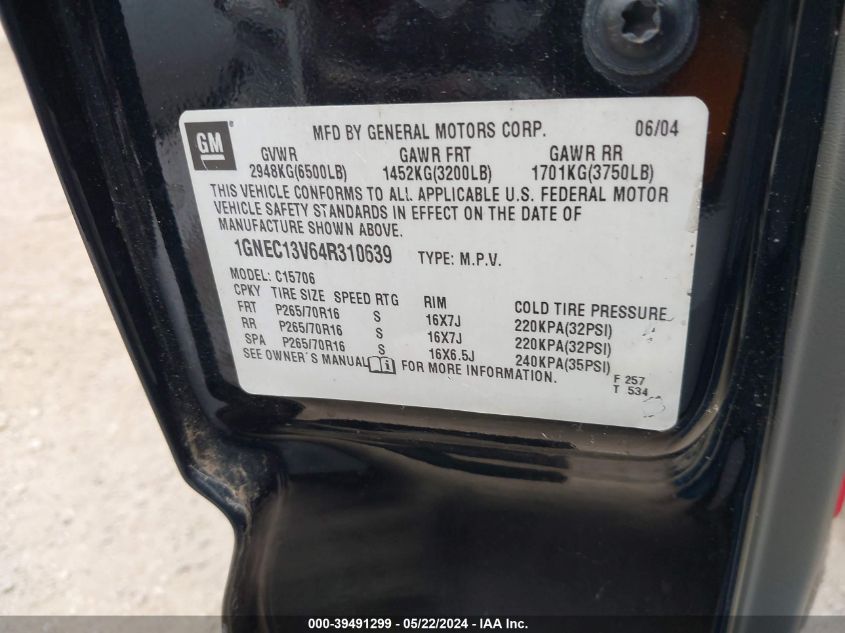 GM
MFD BY GENERAL MOTORS CORP. 06/04
GVWR GAWR FRT GAWR RR
2948KG(6500LB) 1452KG(3200LB) 1701KG(3750LB)
THIS VEHICLE CONFORMS TO ALL APPLICABLE U.S. FEDERAL MOTOR
VEHICLE SAFETY STANDARDS IN EFFECT ON THE DATE OF
MANUFACTURE SHOWN ABOVE.
1GNEC13V64R310639 TYPE: M.P.V.
MODEL: C15706
CPKY TIRE SIZE SPEED RTG RIM COLD TIRE PRESSURE
FRT P265/70R16 S 16X7J 220KPA(32PSI)
RR P265/70R16 S 16X7J 220KPA(32PSI)
SPA P265/70R16 S 16X6.5J 240KPA(35PSI)
SEE OWNER'S MANUAL FOR MORE INFORMATION.
F 257
T 534
000-39491299 - 05/22/2024 - IAAI.com